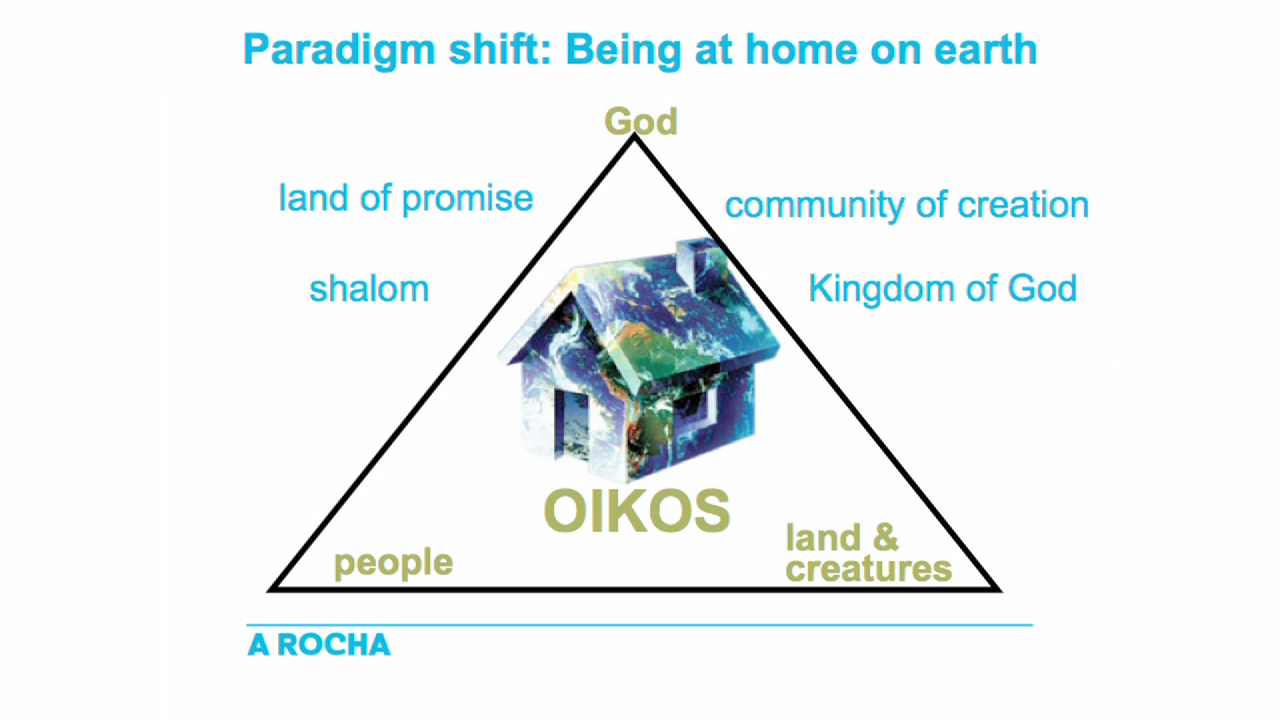 Paradigm shift: Being at home on earth
God
land of promise
community of creation
shalom
Kingdom of God
OIKOS
people
land &
creatures
A ROCHA